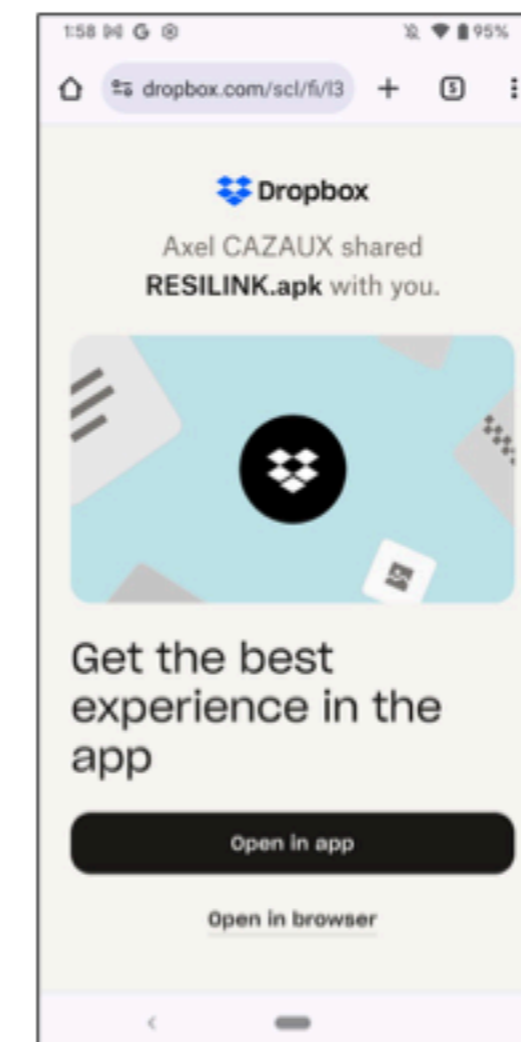 1:58 G 95%
dropbox.com/scl/fi/l3 + 5
Dropbox
Axel CAZAUX shared
RESILINK.apk with you.
Get the best
experience in the
app
Open in app
Open in browser